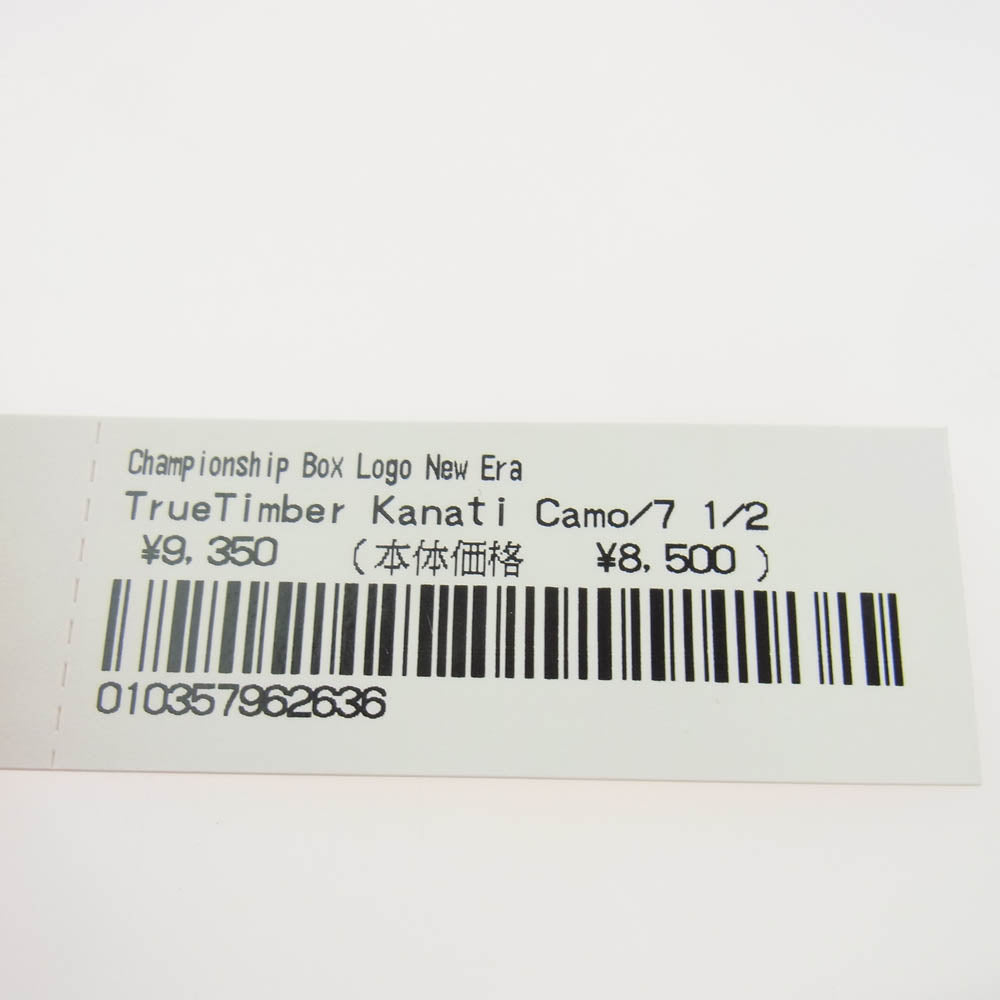 Championship Box Logo New Era
TrueTimber Kanati Camo/7 1/2
¥9,350 (本体価格 ¥8,500 )
010357962636